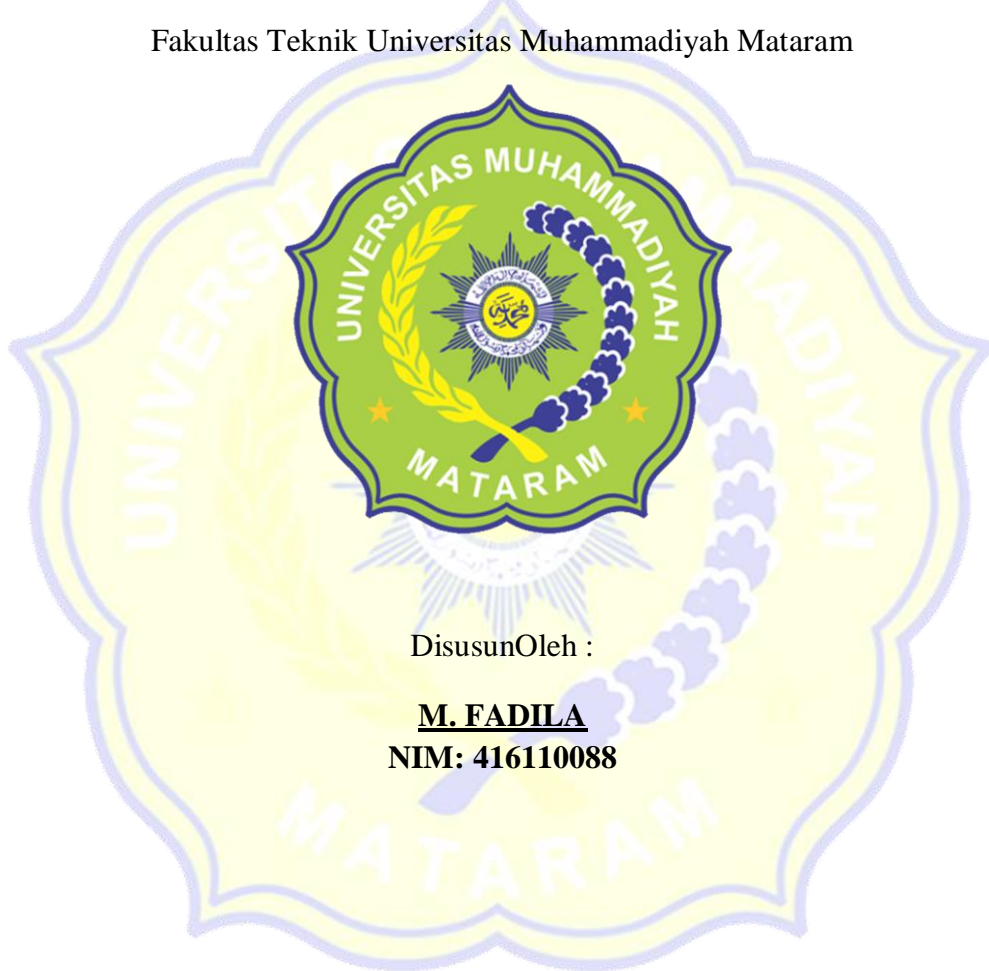 Fakultas Teknik Universitas Muhammadiyah Mataram
UNIVERSITAS MUHAMMADIYAH
MATARAM
DisusunOleh :
M. FADILA
NIM: 416110088